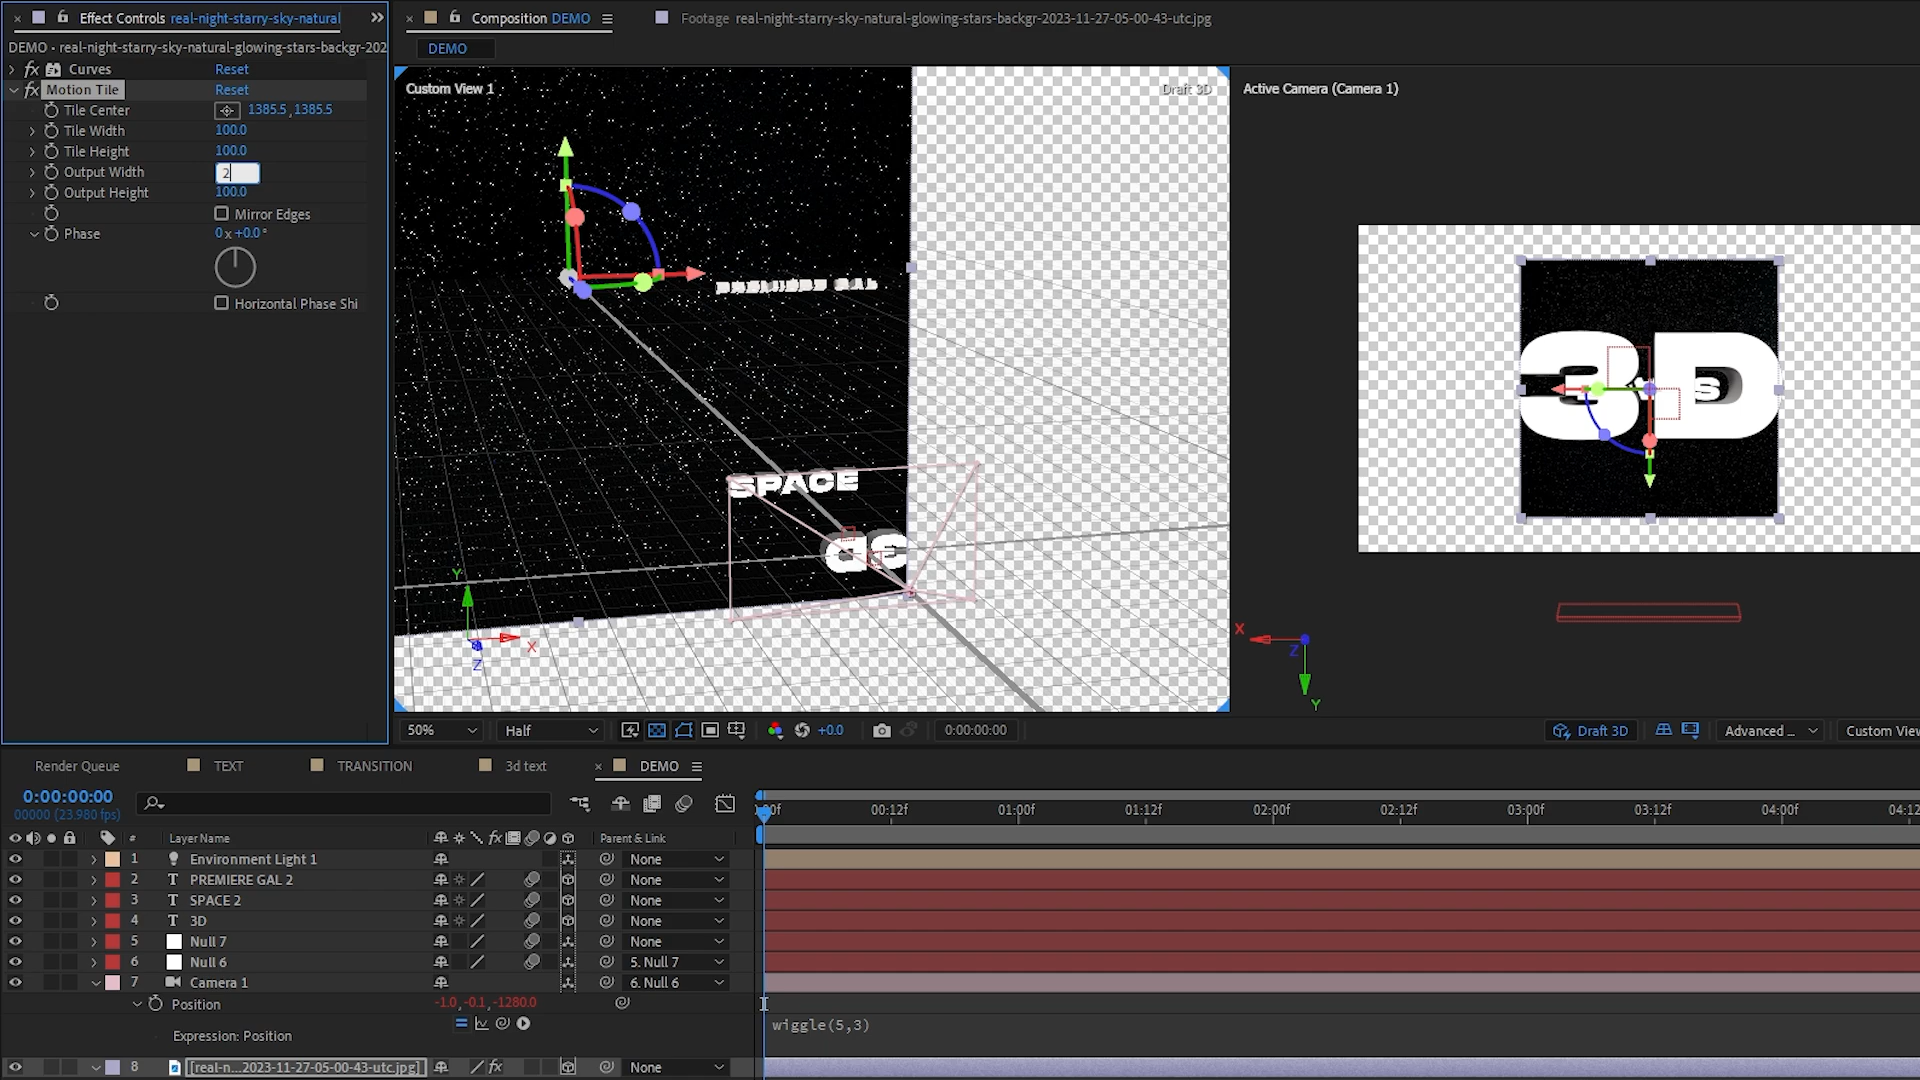 Effect Controls real-night-starry-sky-natural
Composition DEMO
Footage real-night-starry-sky-natural-glowing-stars-backgr-2023-11-27-05-00-43-utc.jpg
DEMO • real-night-starry-sky-natural-glowing-stars-backgr-202
DEMO
fx Curves Reset
fx Motion Tile Reset
Tile Center 1385.5 ,1385.5
Tile Width 100.0
Tile Height 100.0
Output Width 2
Output Height 100.0
Mirror Edges
Phase 0 x +0.0 °
Horizontal Phase Shi
Custom View 1
Draft 3D
Active Camera (Camera 1)
SPACE
3D
3D
Y
X
Z
X
Z
Y
50% Half +0.0 0:00:00:00 Draft 3D Advanced ... Custom View
Render Queue TEXT TRANSITION 3d text DEMO
0:00:00:00
00000 (23.980 fps)
:00f 00:12f 01:00f 01:12f 02:00f 02:12f 03:00f 03:12f 04:00f 04:12
# Layer Name fx Parent & Link
1 Environment Light 1 None
2 T PREMIERE GAL 2 None
3 T SPACE 2 None
4 T 3D None
5 Null 7 None
6 Null 6 5. Null 7
7 Camera 1 6. Null 6
Position -1.0,-0.1,-1280.0
wiggle(5,3)
Expression: Position
8 [real-n...2023-11-27-05-00-43-utc.jpg] fx None